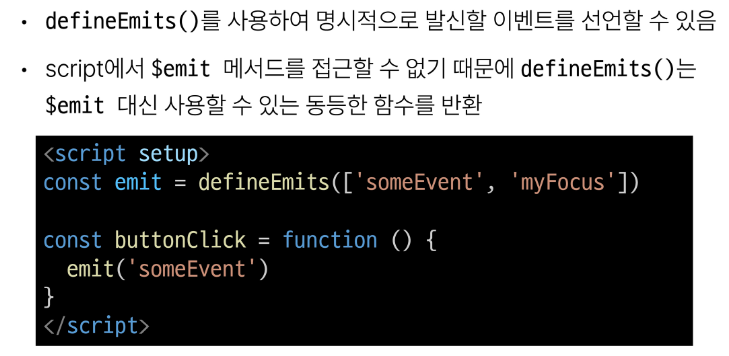 • defineEmits()를 사용하여 명시적으로 발신할 이벤트를 선언할 수 있음
• script에서 $emit 메서드를 접근할 수 없기 때문에 defineEmits()는
$emit 대신 사용할 수 있는 동등한 함수를 반환
<script setup>
const emit = defineEmits(['someEvent', 'myFocus'])
const buttonClick = function () {
  emit('someEvent')
}
</script>